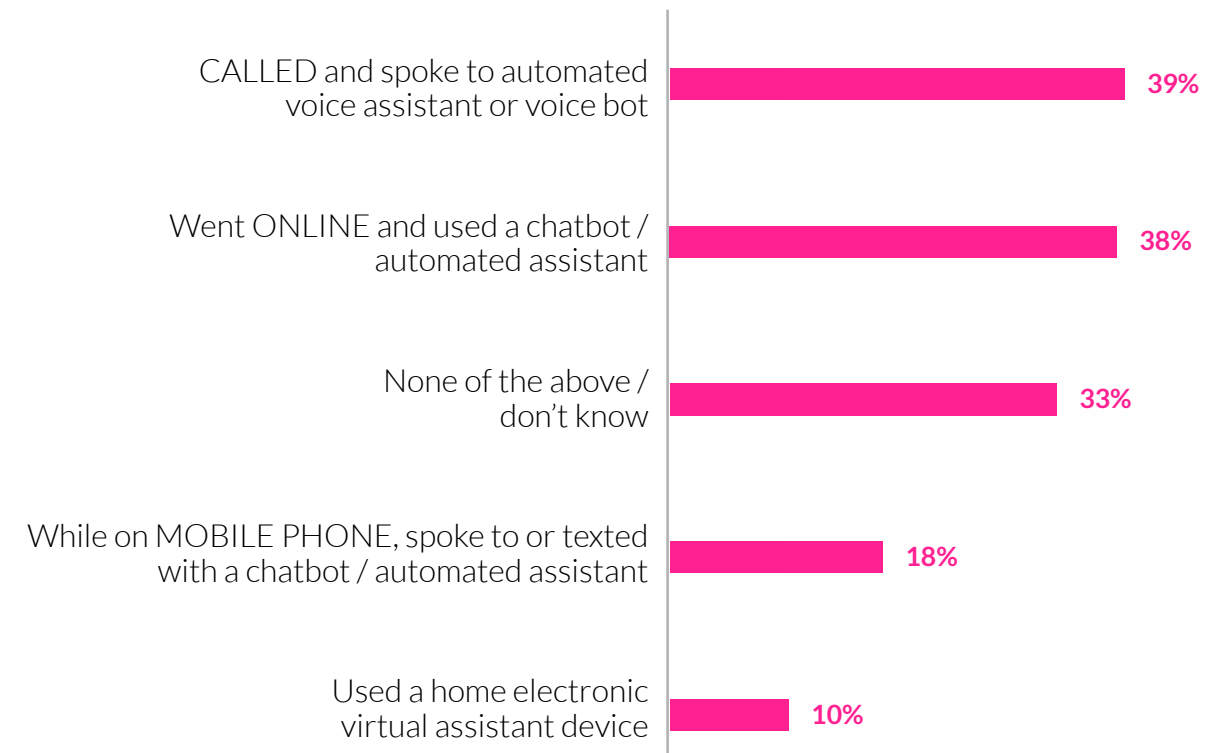 CALLED and spoke to automated
voice assistant or voice bot
39%
Went ONLINE and used a chatbot /
automated assistant
38%
None of the above /
don’t know
33%
While on MOBILE PHONE, spoke to or texted
with a chatbot / automated assistant
18%
Used a home electronic
virtual assistant device
10%